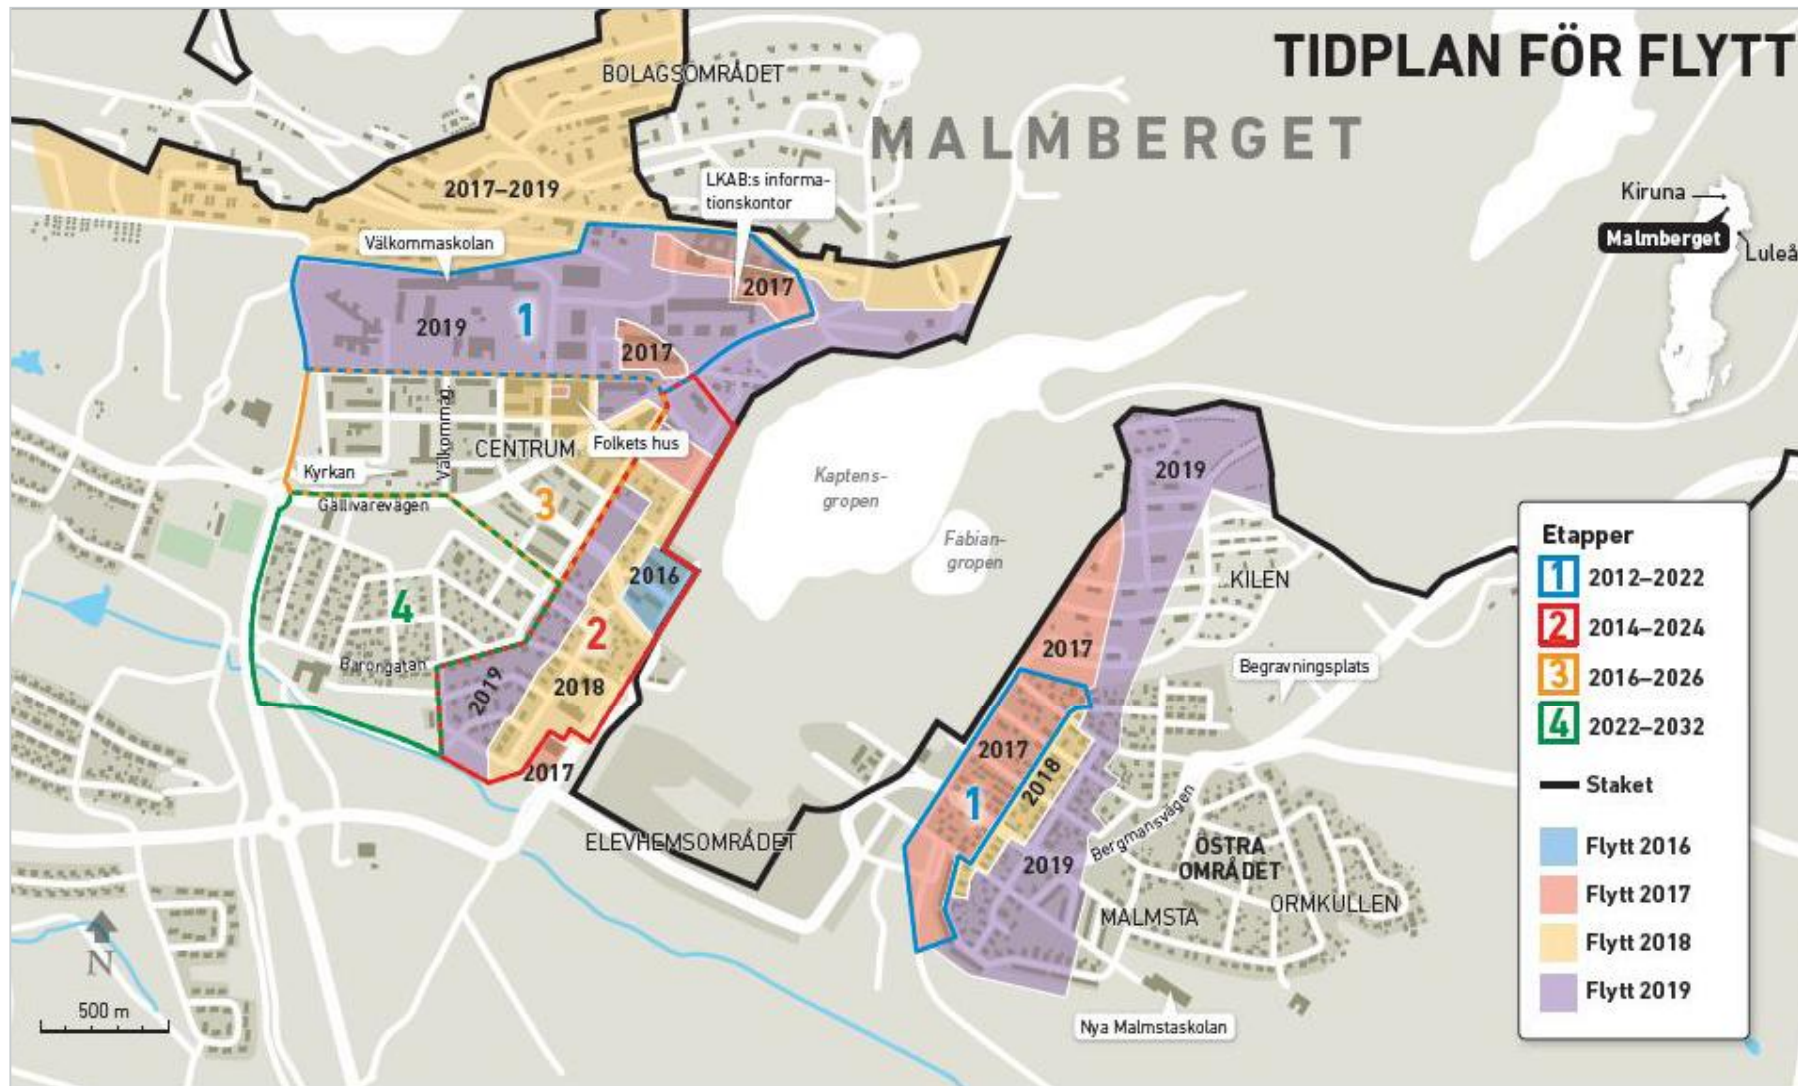 TIDPLAN FÖR FLYTT
BOLAGSOMRÅDET
MALMBERGET
LKAB:s informa-
tionskontor
2017–2019
Kiruna
Malmberget
Luleå
Välkommaskolan
2017
2019
1
2017
Välkommag.
CENTRUM
Folkets hus
Kyrkan
Gällivarevägen
3
Kaptens-
gropen
Fabian-
gropen
2019
KILEN
2016
4
2
Barongatan
2019
2018
2017
2017
Begravningsplats
2017
2018
1
Bergmansvägen
ELEVHEMSOMRÅDET
2019
ÖSTRA
OMRÅDET
MALMSTA
ORMKULLEN
Nya Malmstaskolan
N
500 m
Etapper
1 2012–2022
2 2014–2024
3 2016–2026
4 2022–2032
Staket
Flytt 2016
Flytt 2017
Flytt 2018
Flytt 2019